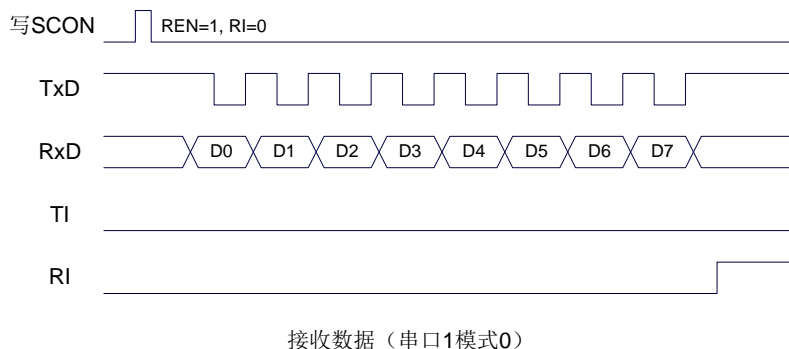 写SCON REN=1, RI=0
TxD
RxD D0 D1 D2 D3 D4 D5 D6 D7
TI
RI
接收数据（串口1模式0）